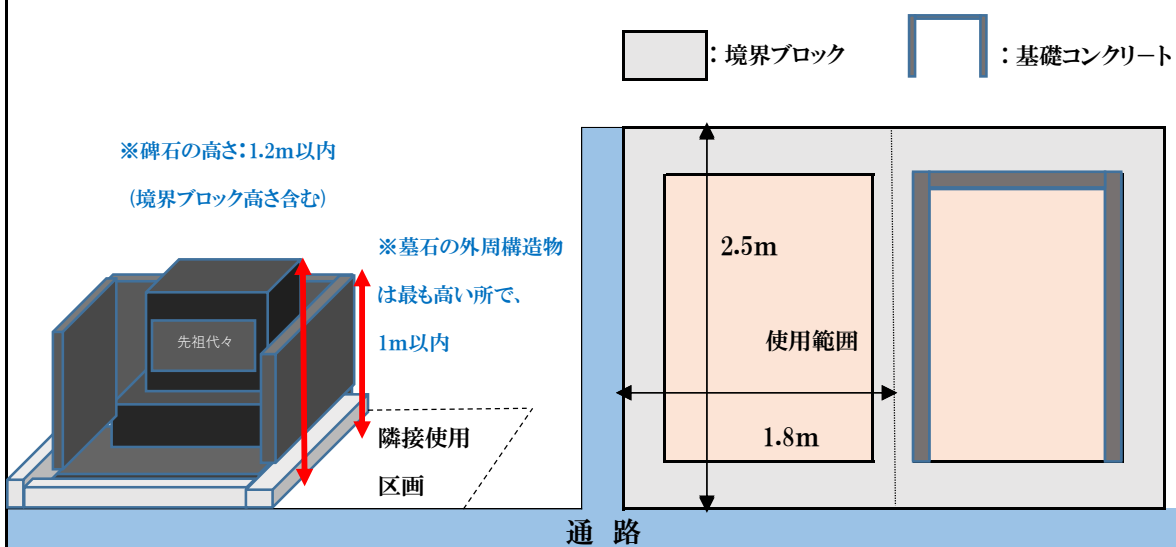 ：境界ブロック
：基礎コンクリート
※碑石の高さ：1.2m以内
（境界ブロック高さ含む）
※墓石の外周構造物
は最も高い所で、
1m以内
先祖代々
隣接使用
区画
2.5m
使用範囲
1.8m
通 路